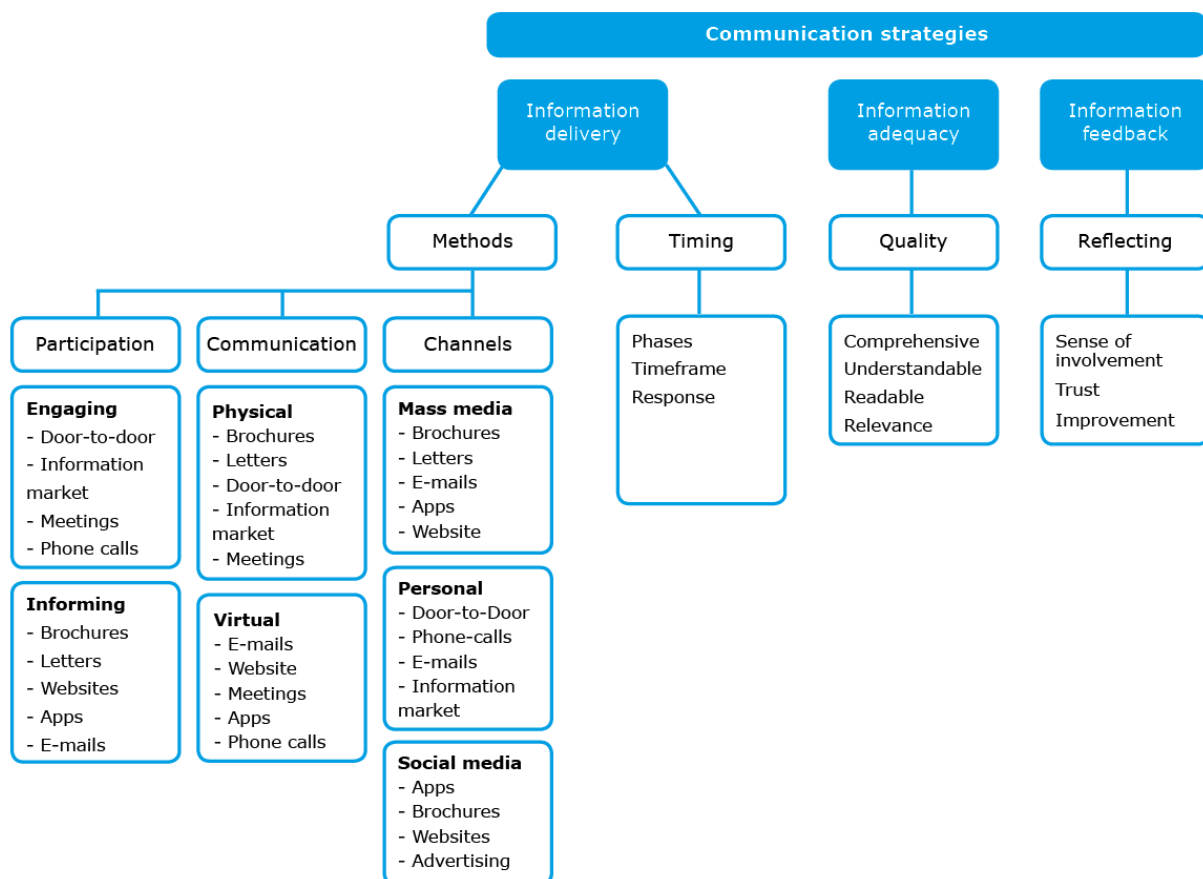 Communication strategies
Information
delivery
Information
adequacy
Information
feedback
Methods
Timing
Quality
Reflecting
Participation
Communication
Channels
Engaging
- Door-to-door
- Information
market
- Meetings
- Phone calls
Informing
- Brochures
- Letters
- Websites
- Apps
- E-mails
Physical
- Brochures
- Letters
- Door-to-door
- Information
market
- Meetings
Virtual
- E-mails
- Website
- Meetings
- Apps
- Phone calls
Mass media
- Brochures
- Letters
- E-mails
- Apps
- Website
Personal
- Door-to-Door
- Phone-calls
- E-mails
- Information
market
Social media
- Apps
- Brochures
- Websites
- Advertising
Phases
Timeframe
Response
Comprehensive
Understandable
Readable
Relevance
Sense of
involvement
Trust
Improvement